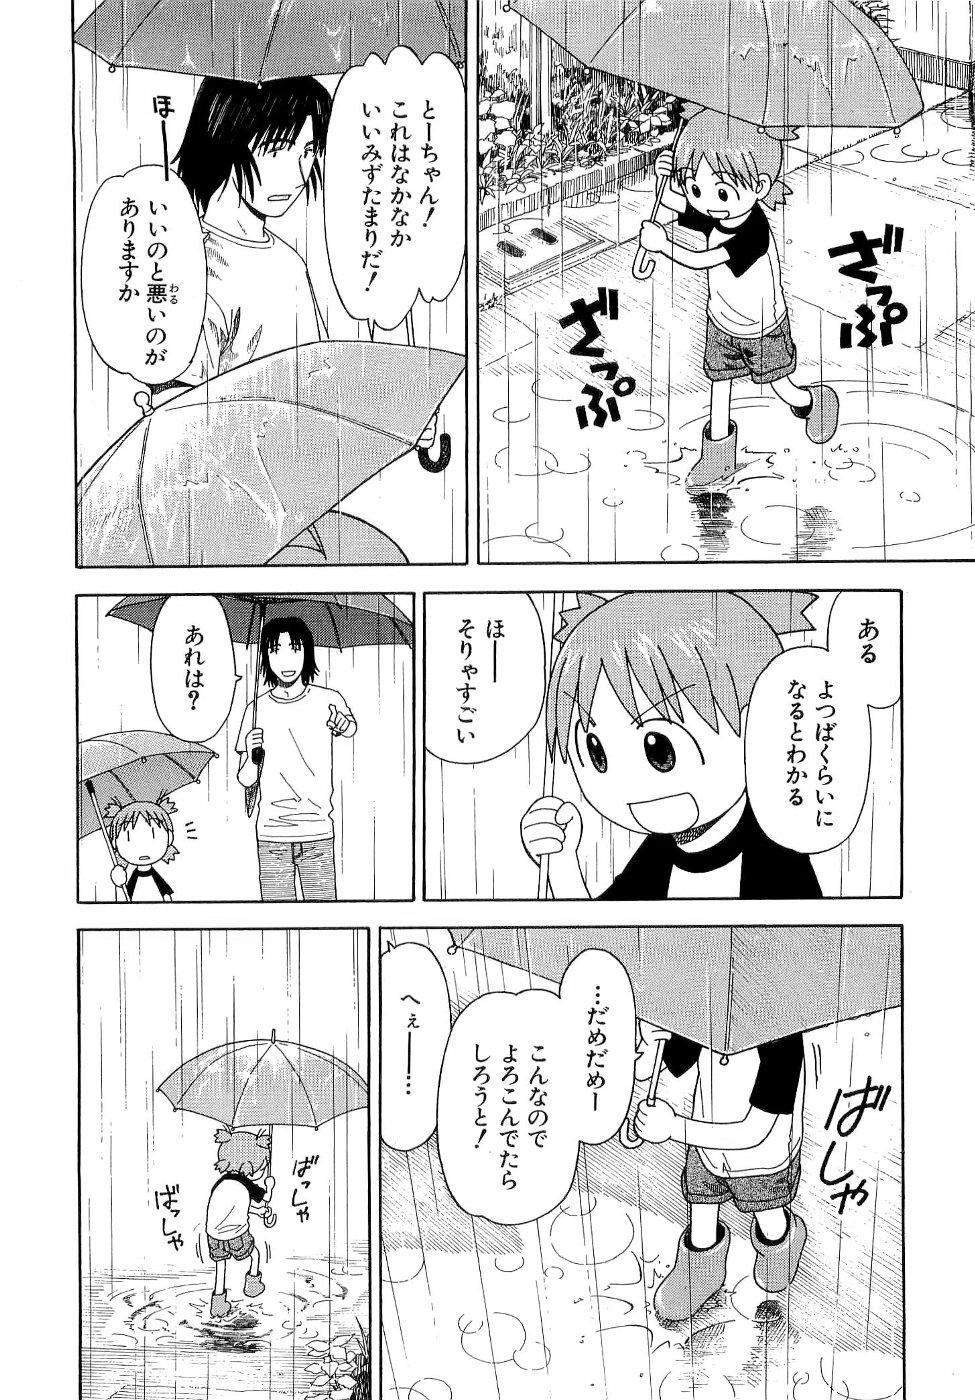 ざっぷ
ざっぷ
とーちゃん！
これはなかなか
いいみずたまりだ！
ほー
いいのと悪いのが
わる
ありますか
ある
よつばくらいに
なるとわかる
ほー
そりゃすごい
あれは？
ばしゃ
…だめだめー
こんなので
よろこんでたら
しろうと！
へぇー…
ばっしゃ
ばっしゃ